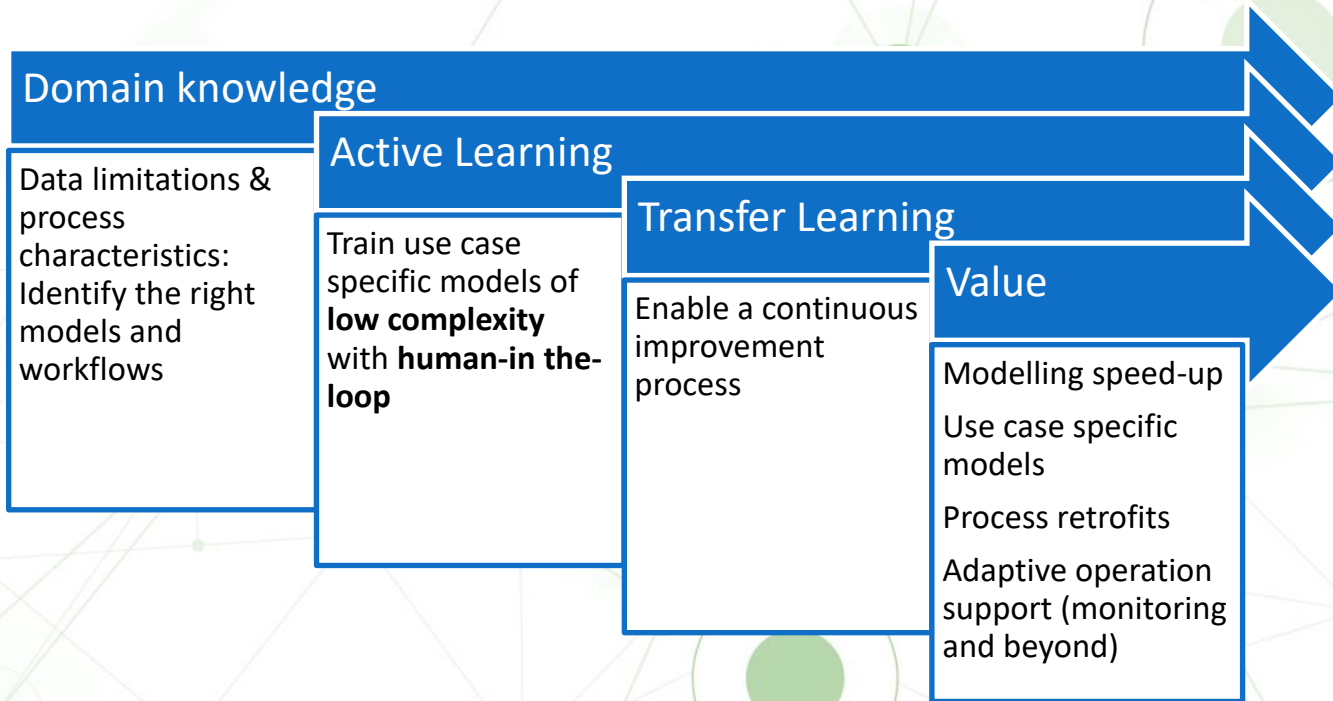 Domain knowledge
Data limitations &
process
characteristics:
Identify the right
models and
workflows
Active Learning
Train use case
specific models of
low complexity
with human-in the-
loop
Transfer Learning
Enable a continuous
improvement
process
Value
Modelling speed-up
Use case specific
models
Process retrofits
Adaptive operation
support (monitoring
and beyond)